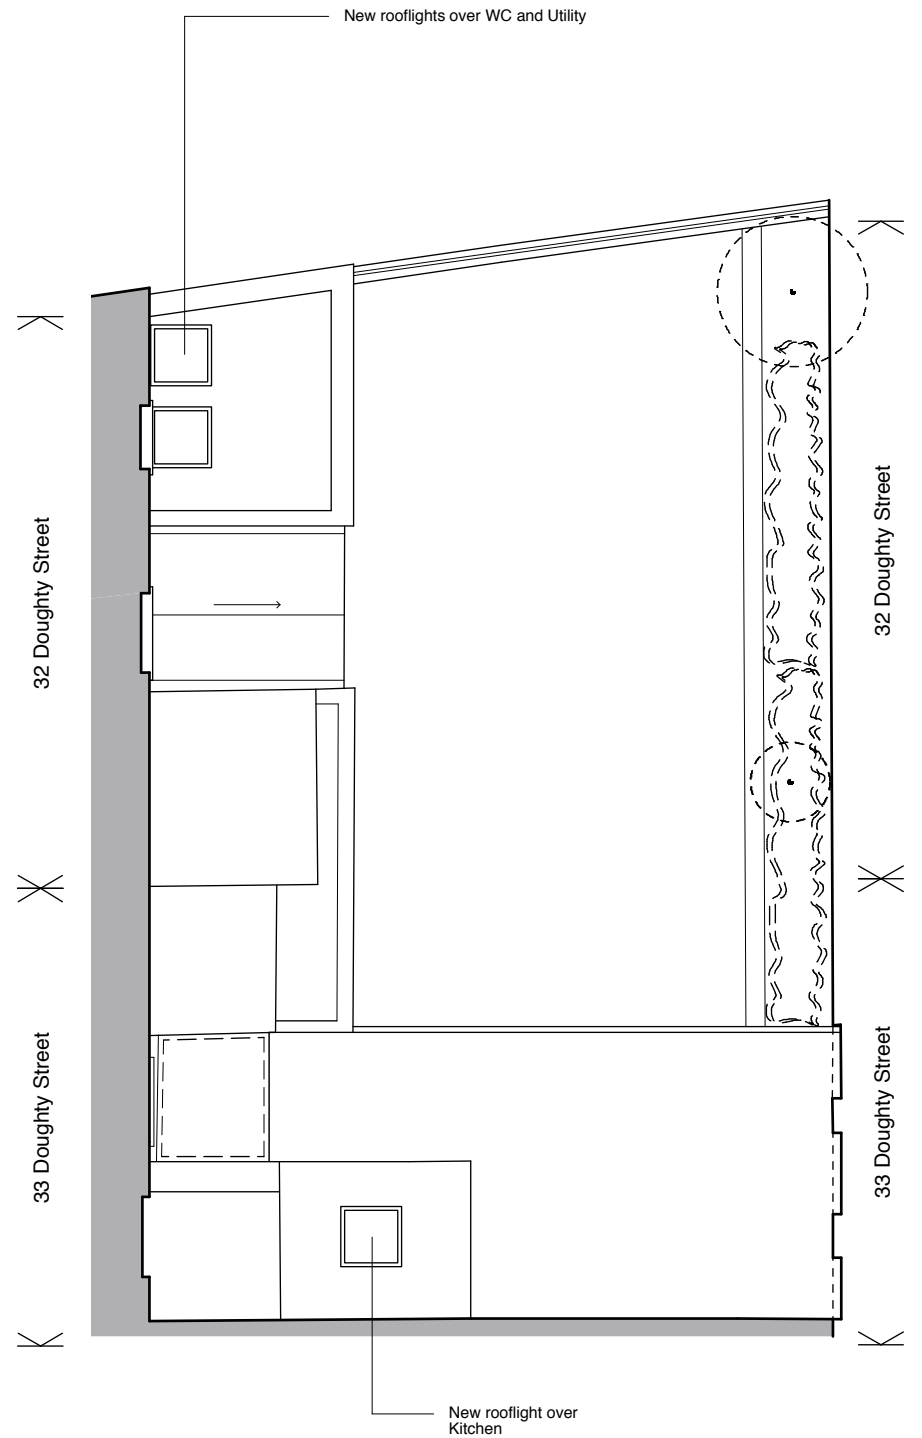 New rooflights over WC and Utility
32 Doughty Street
32 Doughty Street
33 Doughty Street
33 Doughty Street
New rooflight over
Kitchen